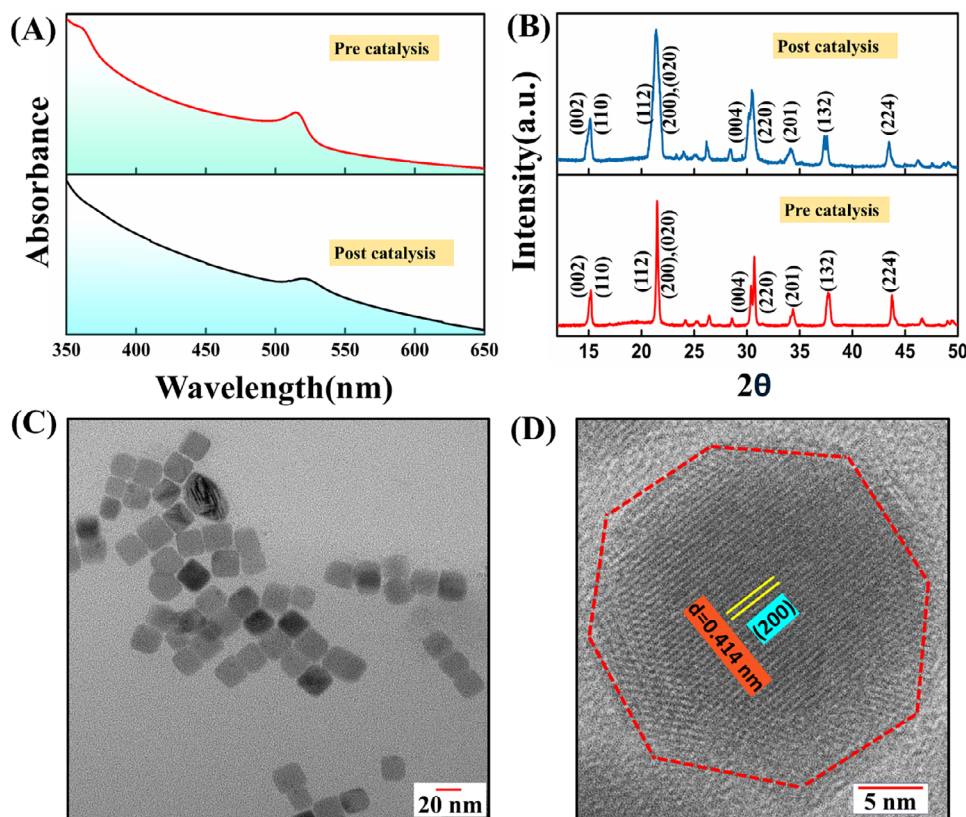 (A)
Pre catalysis
Post catalysis
Absorbance
350 400 450 500 550 600 650
Wavelength(nm)
(B)
Post catalysis
(002)
(110)
(112)
(200),(020)
(004)
(220)
(201)
(132)
(224)
Pre catalysis
(002)
(110)
(112)
(200),(020)
(004)
(220)
(201)
(132)
(224)
Intensity(a.u.)
15 20 25 30 35 40 45 50
2θ
(C)
20 nm
(D)
d=0.414 nm
(200)
5 nm